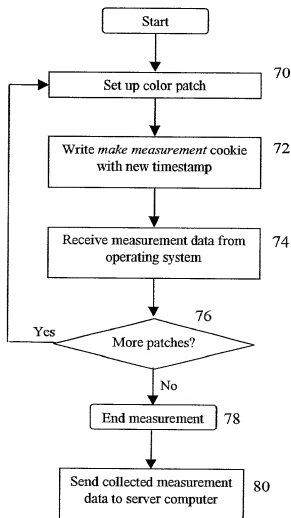 Start
Set up color patch
70
Write make measurement cookie
with new timestamp
72
Receive measurement data from
operating system
74
76
More patches?
Yes
No
End measurement
78
Send collected measurement
data to server computer
80